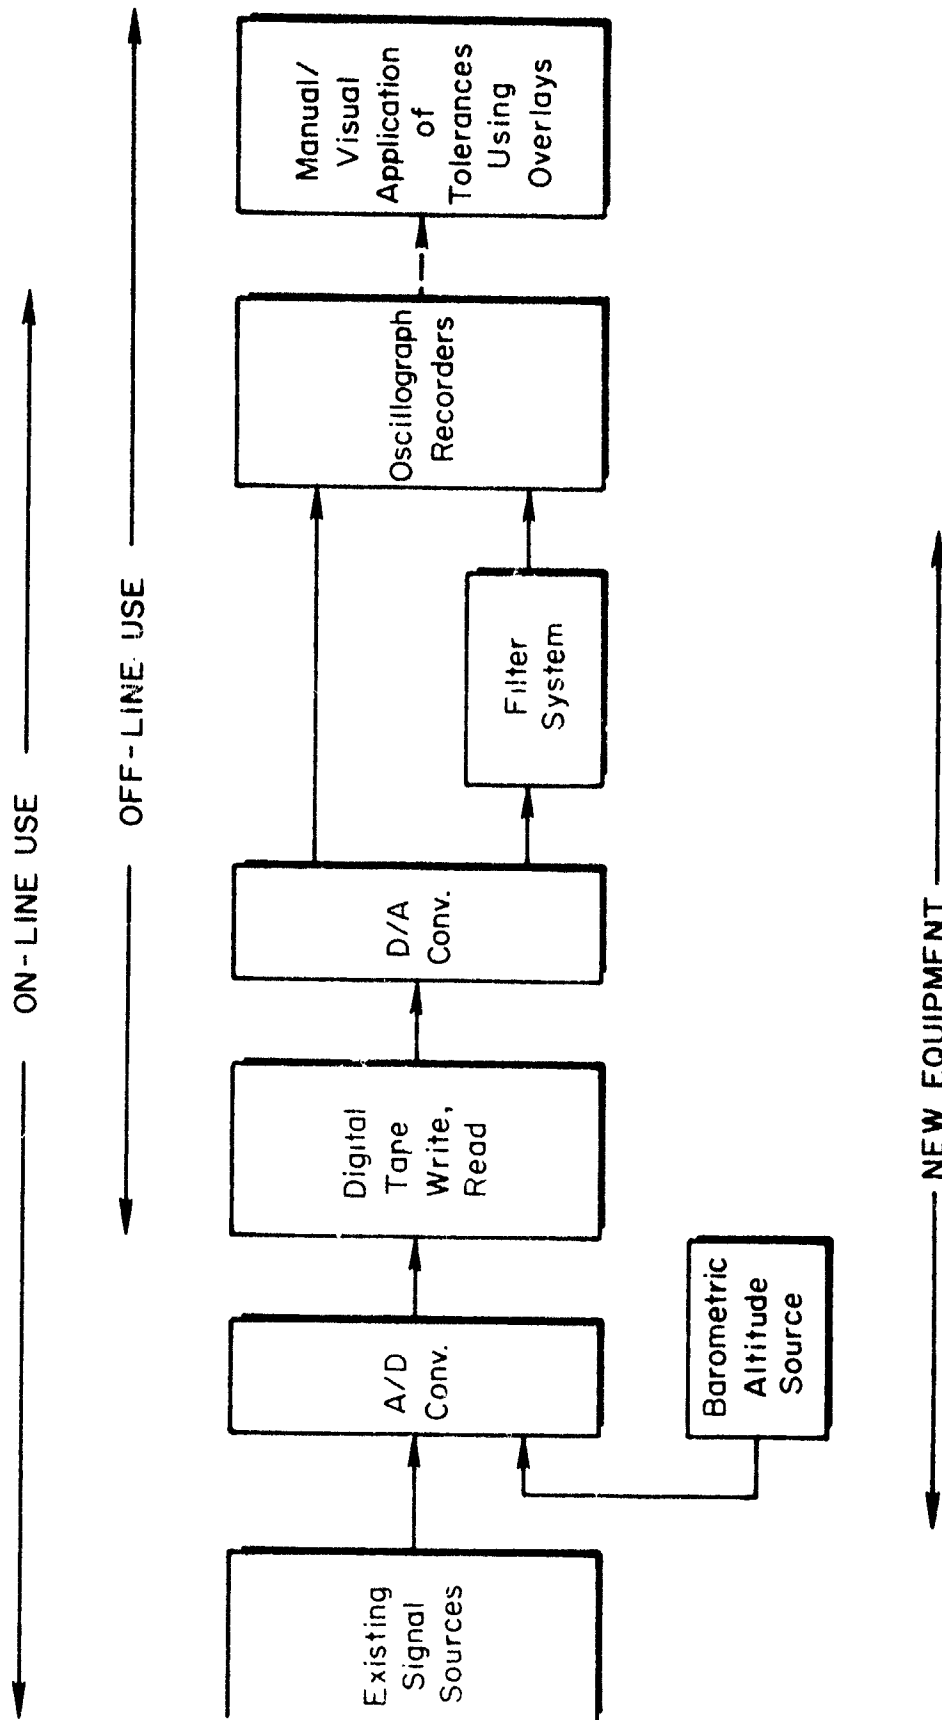 ON-LINE USE
OFF-LINE USE
Existing
Signal
Sources
A/D
Conv.
Digital
Tape
Write,
Read
D/A
Conv.
Filter
System
Oscillograph
Recorders
Manual/
Visual
Application
of
Tolerances
Using
Overlays
Barometric
Altitude
Source
NEW EQUIPMENT